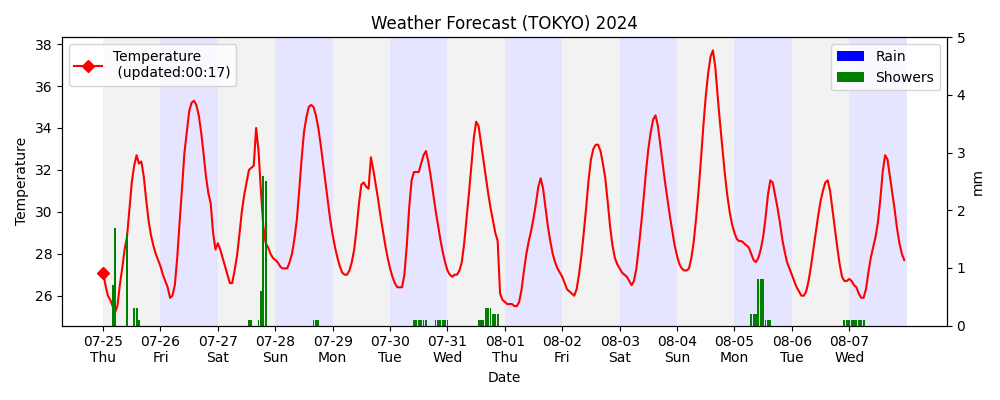 Weather Forecast (TOKYO) 2024
Temperature
(updated:00:17)
Rain
Showers
38
36
34
32
30
28
26
Temperature
5
4
3
2
1
0
mm
07-25 07-26 07-27 07-28 07-29 07-30 07-31 08-01 08-02 08-03 08-04 08-05 08-06 08-07
Thu Fri Sat Sun Mon Tue Wed Thu Fri Sat Sun Mon Tue Wed
Date